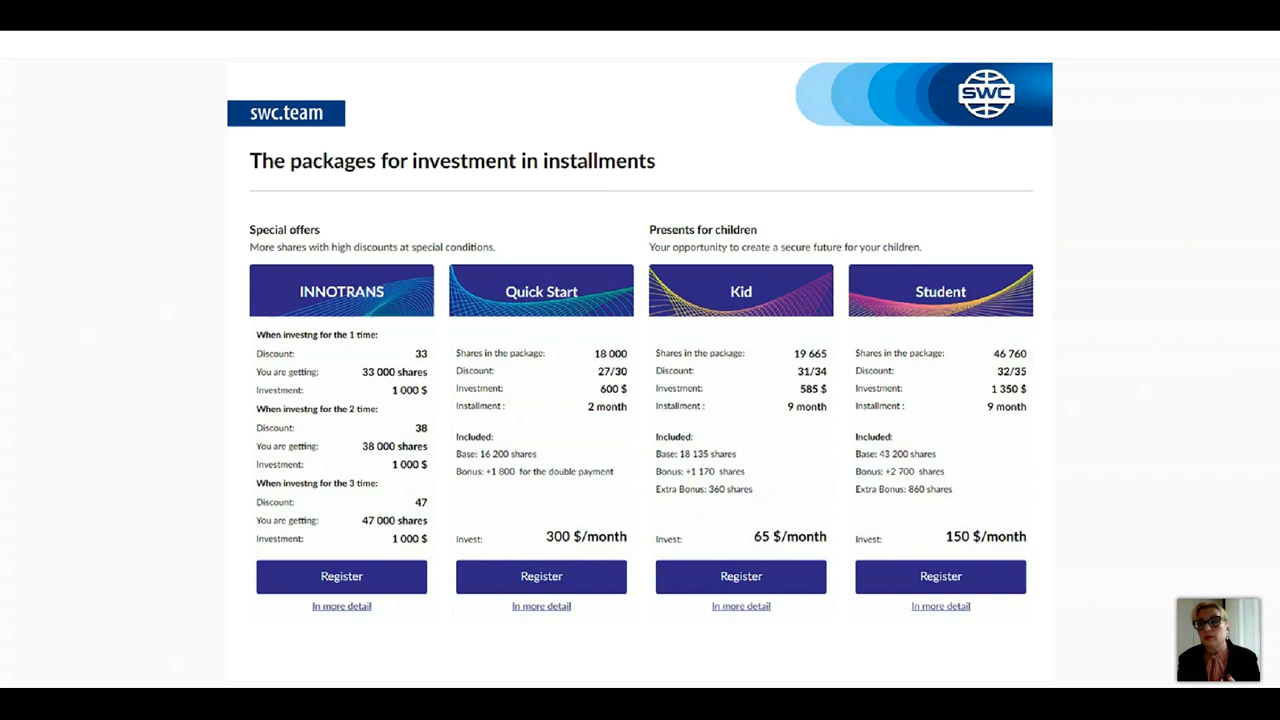 swc.team
SWC
The packages for investment in installments
Special offers
More shares with high discounts at special conditions.
Presents for children
Your opportunity to create a secure future for your children.
INNOTRANS
When investng for the 1 time:
Discount: 33
You are getting: 33 000 shares
Investment: 1 000 $
When investng for the 2 time:
Discount: 38
You are getting: 38 000 shares
Investment: 1 000 $
When investng for the 3 time:
Discount: 47
You are getting: 47 000 shares
Investment: 1 000 $
Register
In more detail
Quick Start
Shares in the package: 18 000
Discount: 27/30
Investment: 600 $
Installment : 2 month
Included:
Base: 16 200 shares
Bonus: +1 800 for the double payment
Invest: 300 $/month
Register
In more detail
Kid
Shares in the package: 19 665
Discount: 31/34
Investment: 585 $
Installment : 9 month
Included:
Base: 18 135 shares
Bonus: +1 170 shares
Extra Bonus: 360 shares
Invest: 65 $/month
Register
In more detail
Student
Shares in the package: 46 760
Discount: 32/35
Investment: 1 350 $
Installment : 9 month
Included:
Base: 43 200 shares
Bonus: +2 700 shares
Extra Bonus: 860 shares
Invest: 150 $/month
Register
In more detail